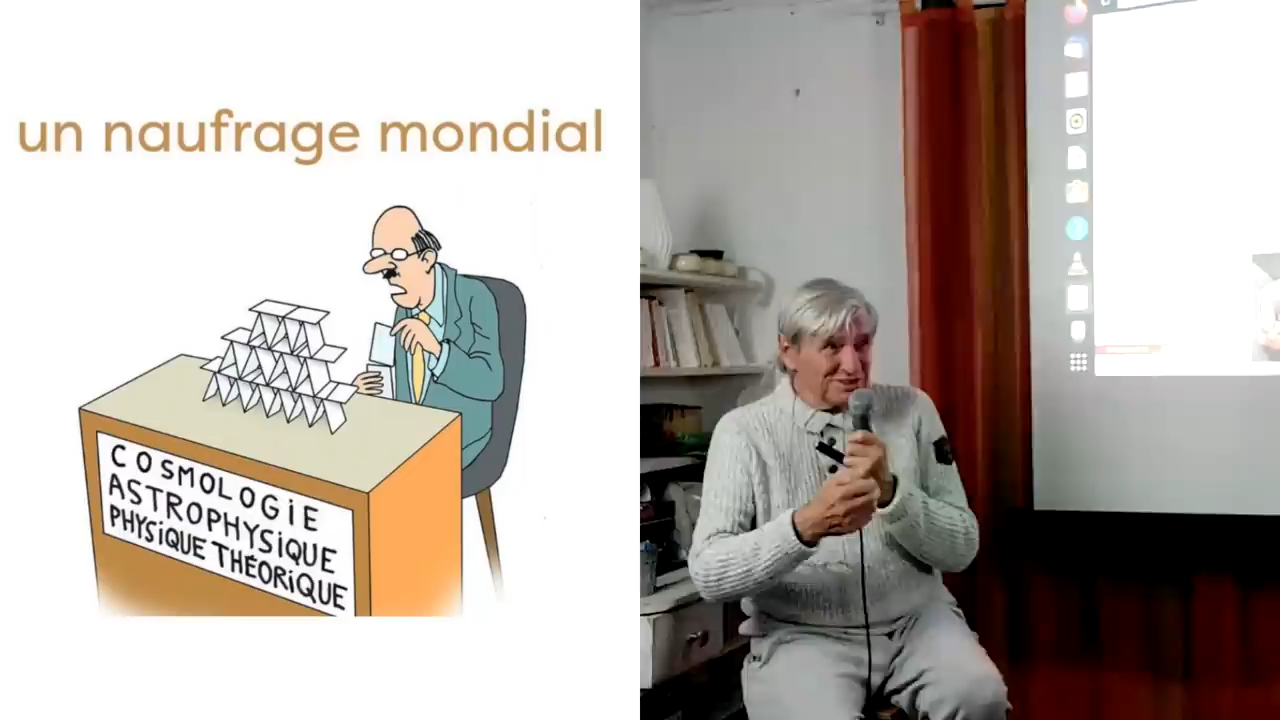 un naufrage mondial
COSMOLOGIE
ASTROPHYSIQUE
PHYSIQUE THÉORIQUE